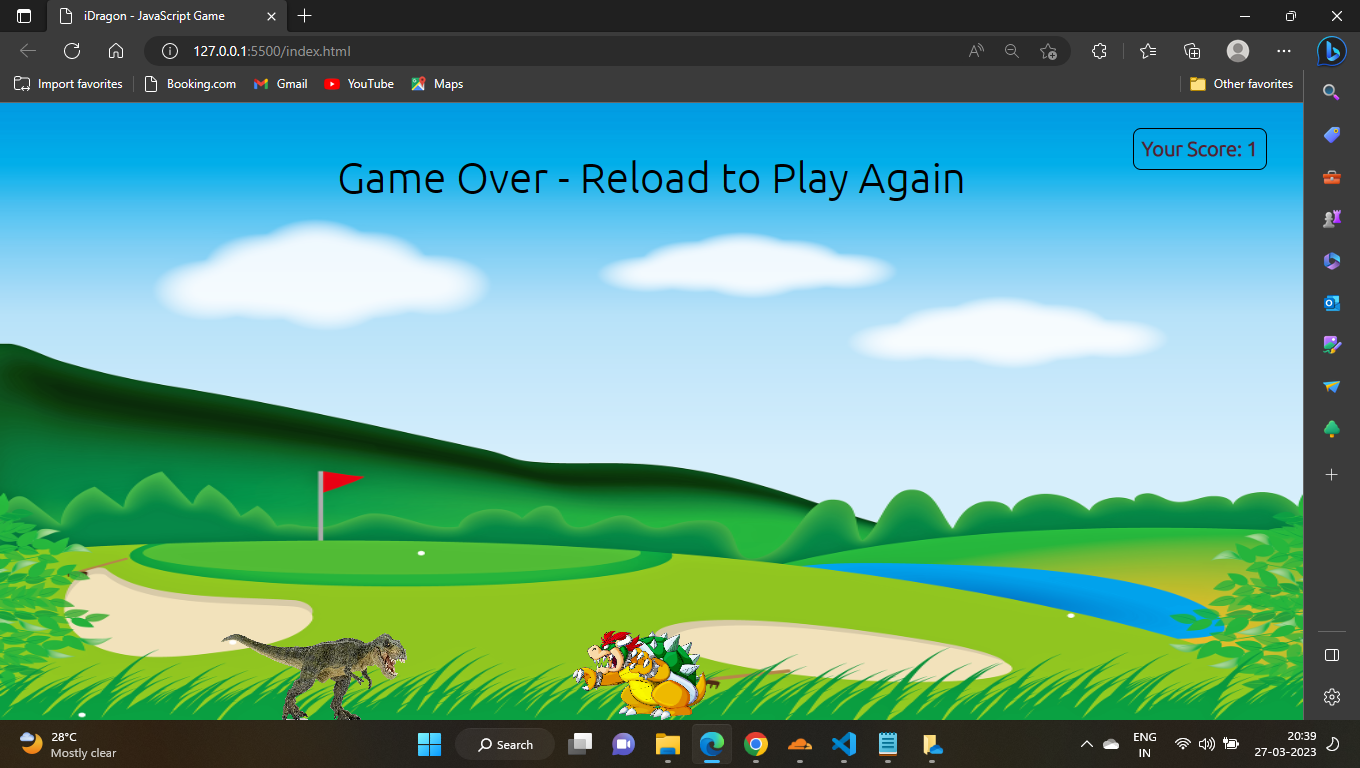 iDragon - JavaScript Game
127.0.0.1:5500/index.html
Import favorites
Booking.com
Gmail
YouTube
Maps
Other favorites
Your Score: 1
Game Over - Reload to Play Again
28°C
Mostly clear
Search
ENG
IN
20:39
27-03-2023